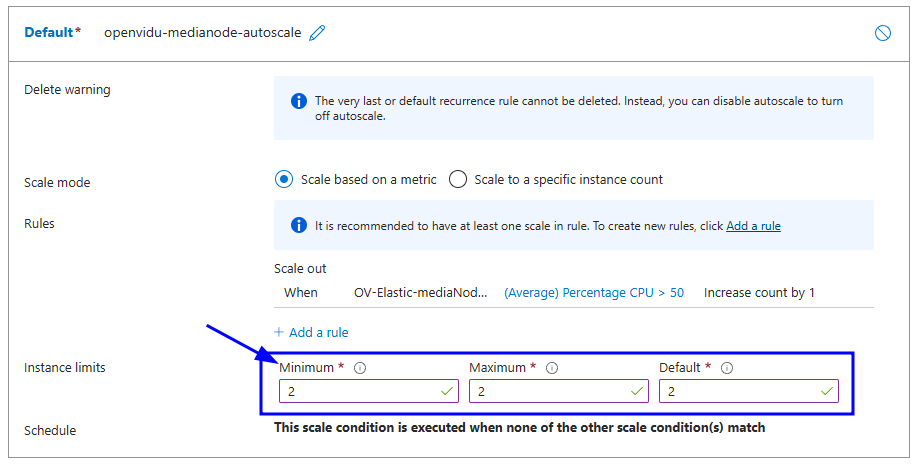 Default* openvidu-medianode-autoscale
Delete warning
The very last or default recurrence rule cannot be deleted. Instead, you can disable autoscale to turn
off autoscale.
Scale mode Scale based on a metric Scale to a specific instance count
Rules
It is recommended to have at least one scale in rule. To create new rules, click Add a rule
Scale out
When OV-Elastic-mediaNod... (Average) Percentage CPU > 50 Increase count by 1
+ Add a rule
Instance limits Minimum * Maximum * Default *
2 2 2
Schedule This scale condition is executed when none of the other scale condition(s) match